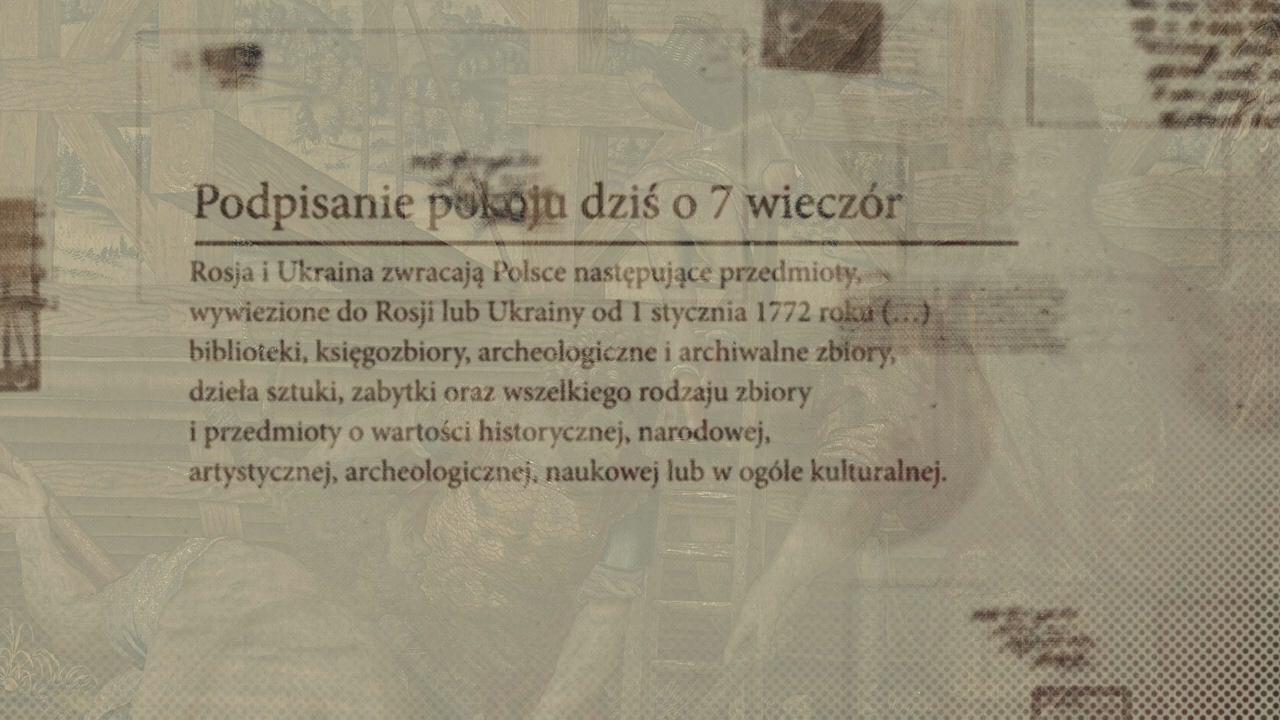 Podpisanie pokoju dziś o 7 wieczór
Rosja i Ukraina zwracają Polsce następujące przedmioty,
wywiezione do Rosji lub Ukrainy od 1 stycznia 1772 roku (...)
biblioteki, księgozbiory, archeologiczne i archiwalne zbiory,
dzieła sztuki, zabytki oraz wszelkiego rodzaju zbiory
i przedmioty o wartości historycznej, narodowej,
artystycznej, archeologicznej, naukowej lub w ogóle kulturalnej.